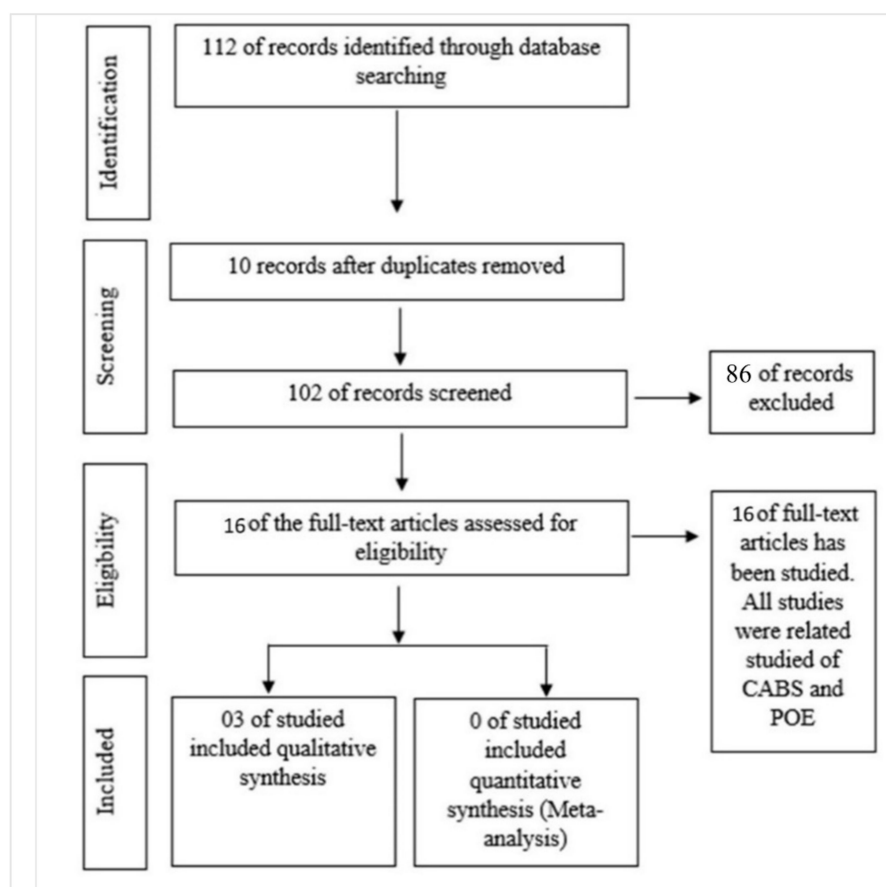 Identification
112 of records identified through database
searching
Screening
10 records after duplicates removed
102 of records screened
86 of records
excluded
Eligibility
16 of the full-text articles assessed for
eligibility
16 of full-text
articles has
been studied.
All studies
were related
studied of
CABS and
POE
Included
03 of studied
included qualitative
synthesis
0 of studied
included
quantitative
synthesis (Meta-
analysis)